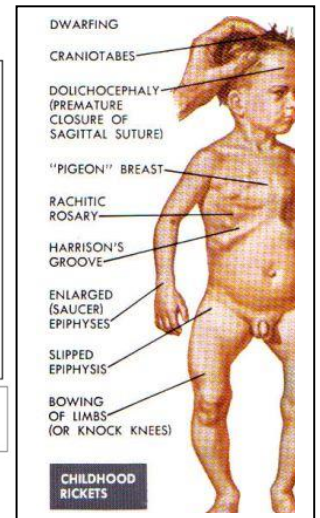 DWARFING
CRANIOTABES
DOLICHOCEPHALY
(PREMATURE
CLOSURE OF
SAGITTAL SUTURE)
"PIGEON" BREAST
RACHITIC
ROSARY
HARRISON'S
GROOVE
ENLARGED
(SAUCER)
EPIPHYSES
SLIPPED
EPIPHYSIS
BOWING
OF LIMBS
(OR KNOCK KNEES)
CHILDHOOD
RICKETS